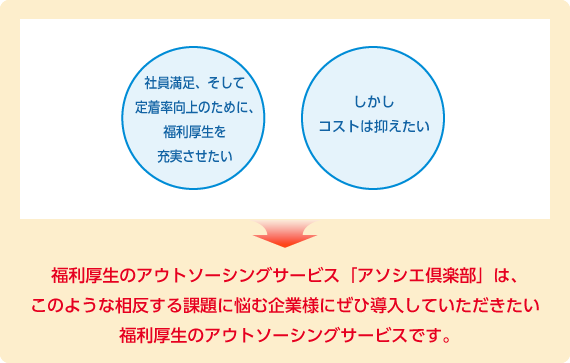 社員満足、そして
定着率向上のために、
福利厚生を
充実させたい
しかし
コストは抑えたい
福利厚生のアウトソーシングサービス「アソシエ倶楽部」は、
このような相反する課題に悩む企業様にぜひ導入していただきたい
福利厚生のアウトソーシングサービスです。